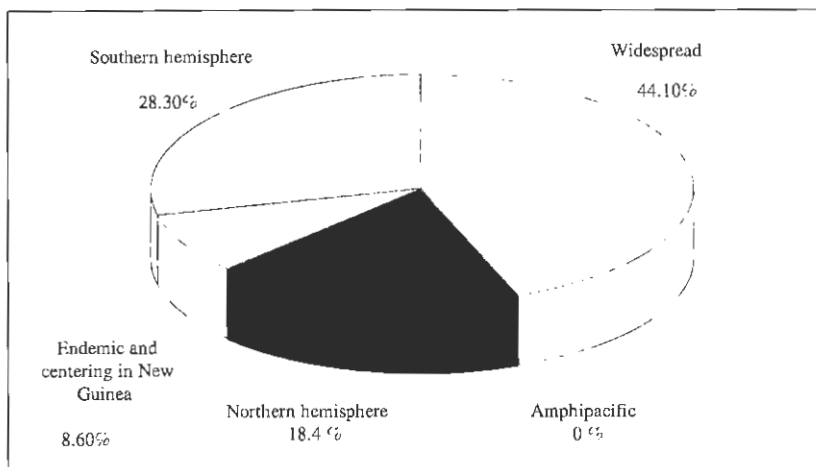 Southern hemisphere
28.30%
Widespread
44.10%
Endemic and
centering in New
Guinea
8.60%
Northern hemisphere
18.4 %
Amphipacific
0 %